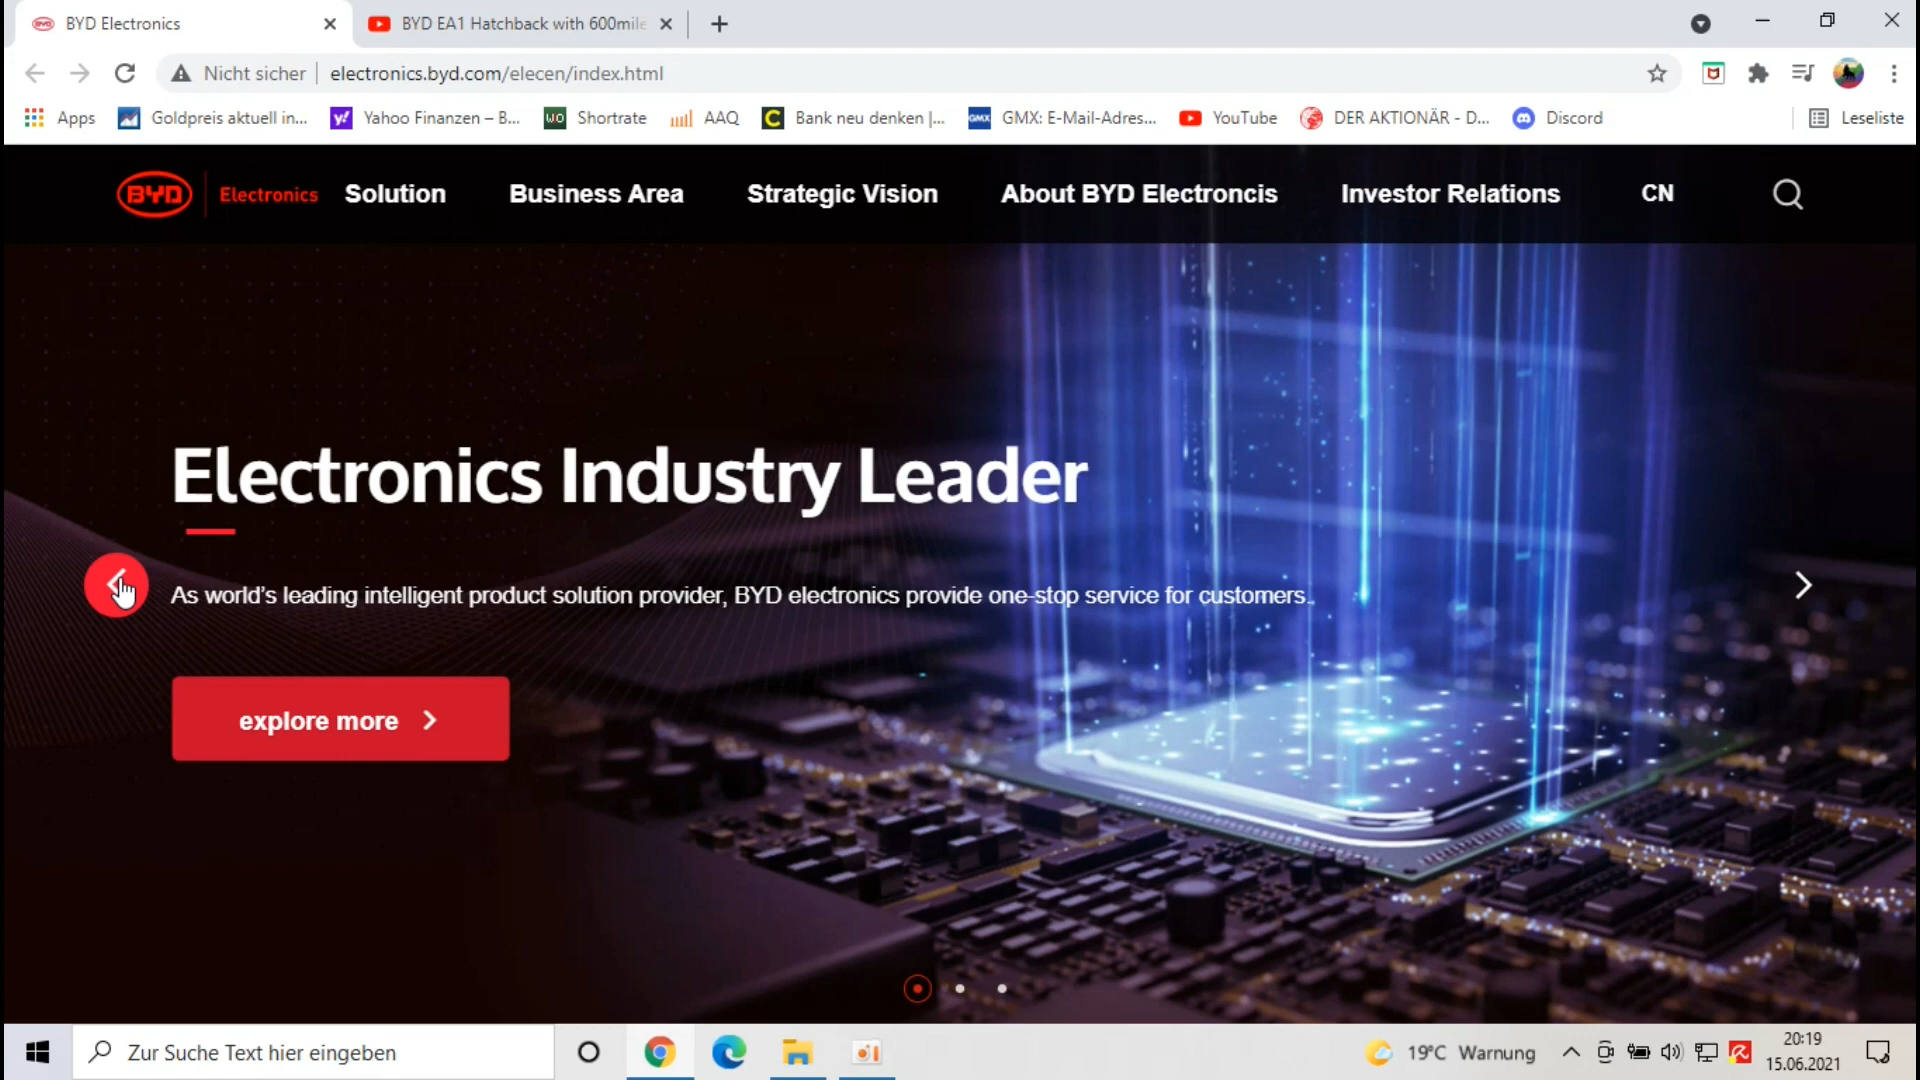 BYD Electronics
BYD EA1 Hatchback with 600mile
Nicht sicher
electronics.byd.com/elecen/index.html
Apps
Goldpreis aktuell in...
Yahoo Finanzen – B...
WO
Shortrate
AAQ
Bank neu denken |...
GMX
GMX: E-Mail-Adres...
YouTube
DER AKTIONÄR - D...
Discord
Leseliste
BYD
Electronics
Solution
Business Area
Strategic Vision
About BYD Electroncis
Investor Relations
CN
Electronics Industry Leader
As world's leading intelligent product solution provider, BYD electronics provide one-stop service for customers.
explore more
Zur Suche Text hier eingeben
19°C Warnung
20:19
15.06.2021